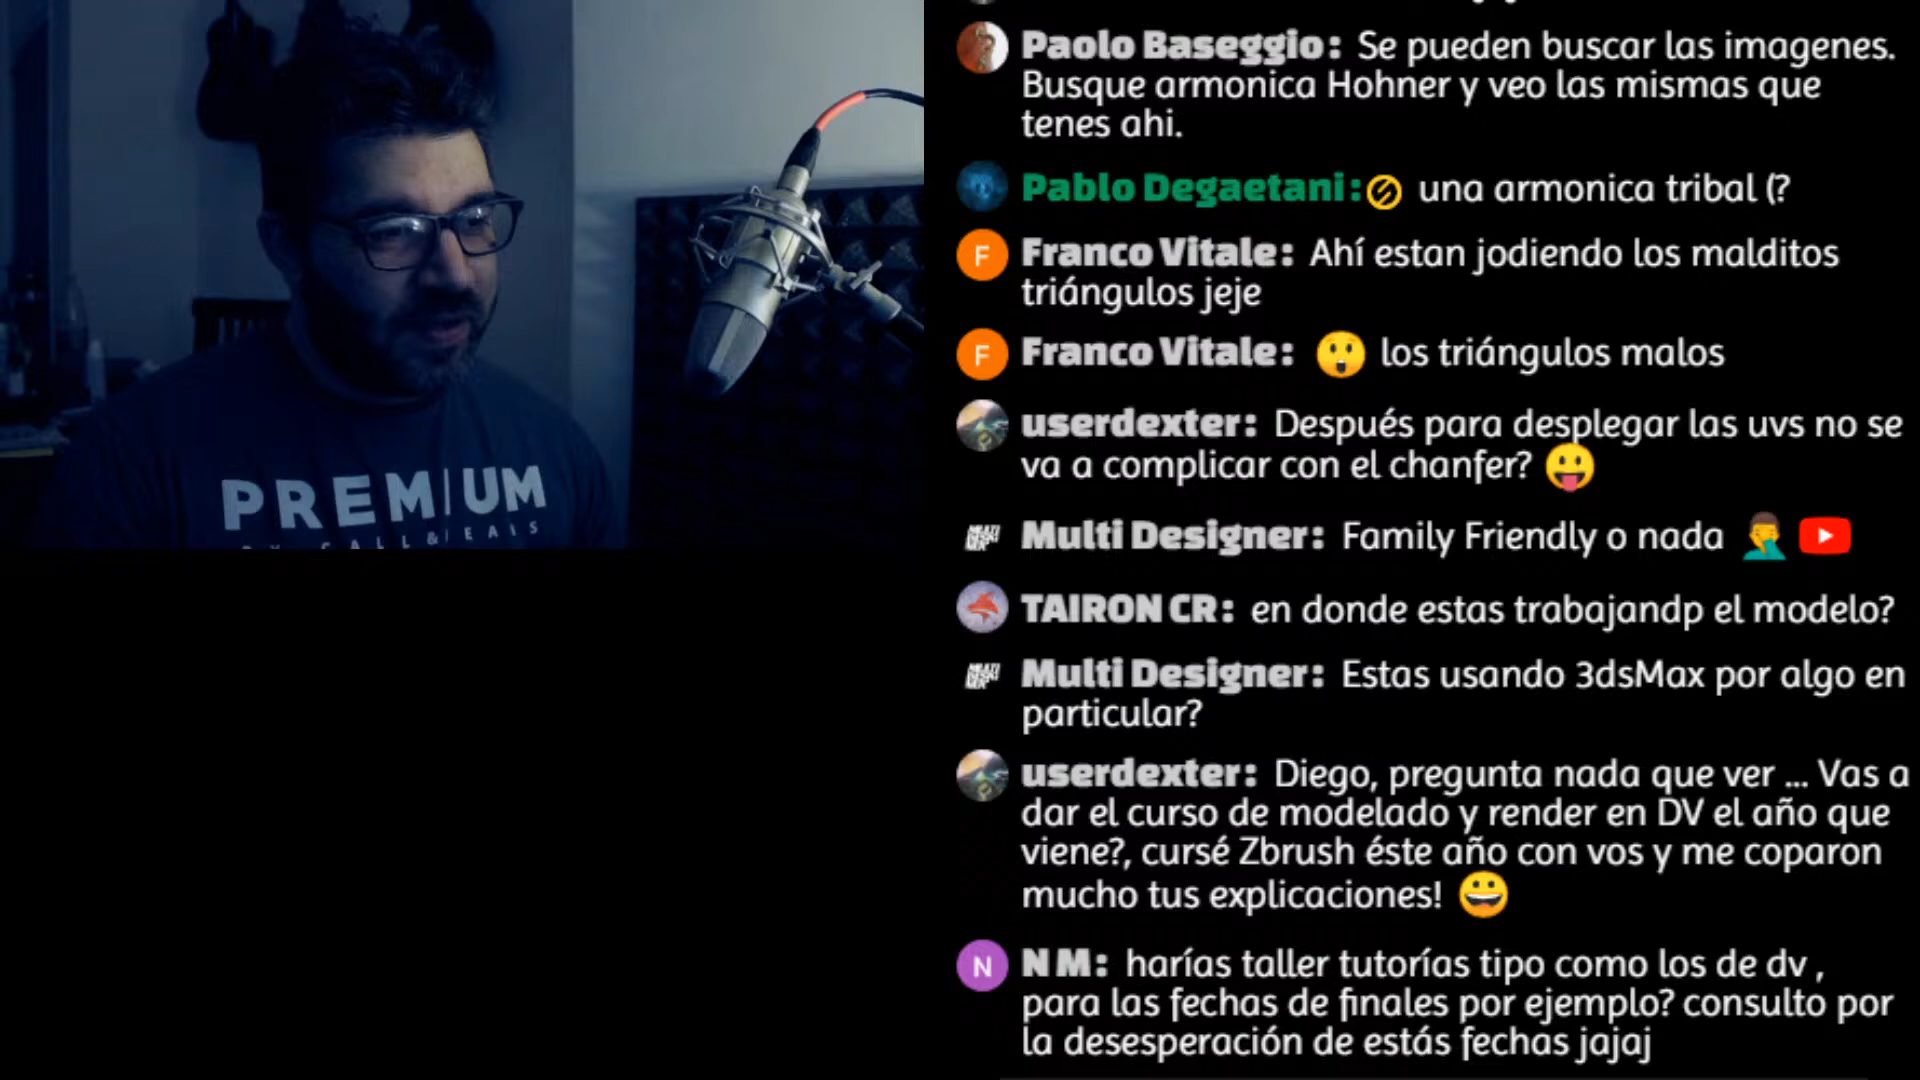 PREMIUM
Paolo Baseggio: Se pueden buscar las imagenes.
Busque armonica Hohner y veo las mismas que
tenes ahi.
Pablo Degaetani: una armonica tribal (?
F Franco Vitale: Ahí estan jodiendo los malditos
triángulos jeje
F Franco Vitale: 😲 los triángulos malos
userdexter: Después para desplegar las uvs no se
va a complicar con el chanfer? 😛
Multi Designer: Family Friendly o nada 🤦‍♂️
TAIRON CR: en donde estas trabajandp el modelo?
Multi Designer: Estas usando 3dsMax por algo en
particular?
userdexter: Diego, pregunta nada que ver ... Vas a
dar el curso de modelado y render en DV el año que
viene?, cursé Zbrush éste año con vos y me coparon
mucho tus explicaciones! 😀
N N M: harías taller tutorías tipo como los de dv ,
para las fechas de finales por ejemplo? consulto por
la desesperación de estás fechas jajaj